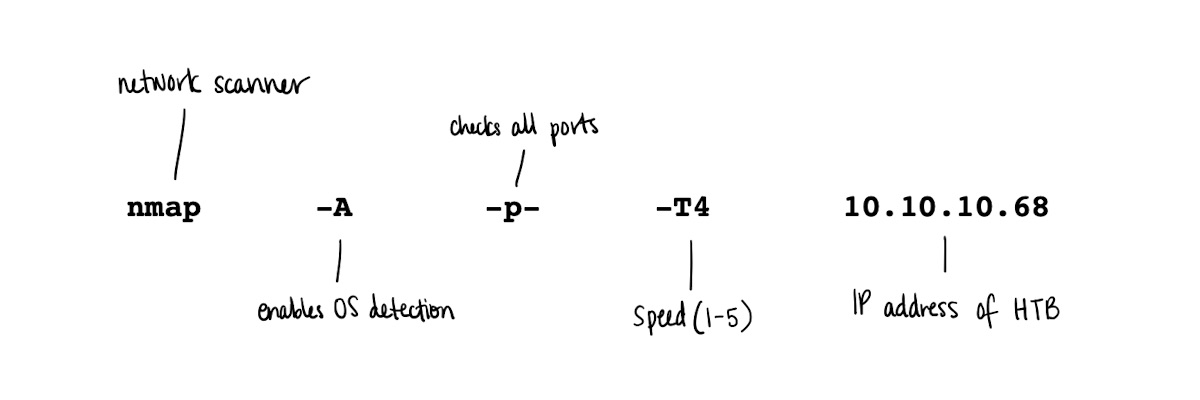 network scanner
checks all ports
nmap -A -p- -T4 10.10.10.68
enables OS detection
Speed (1-5)
IP address of HTB